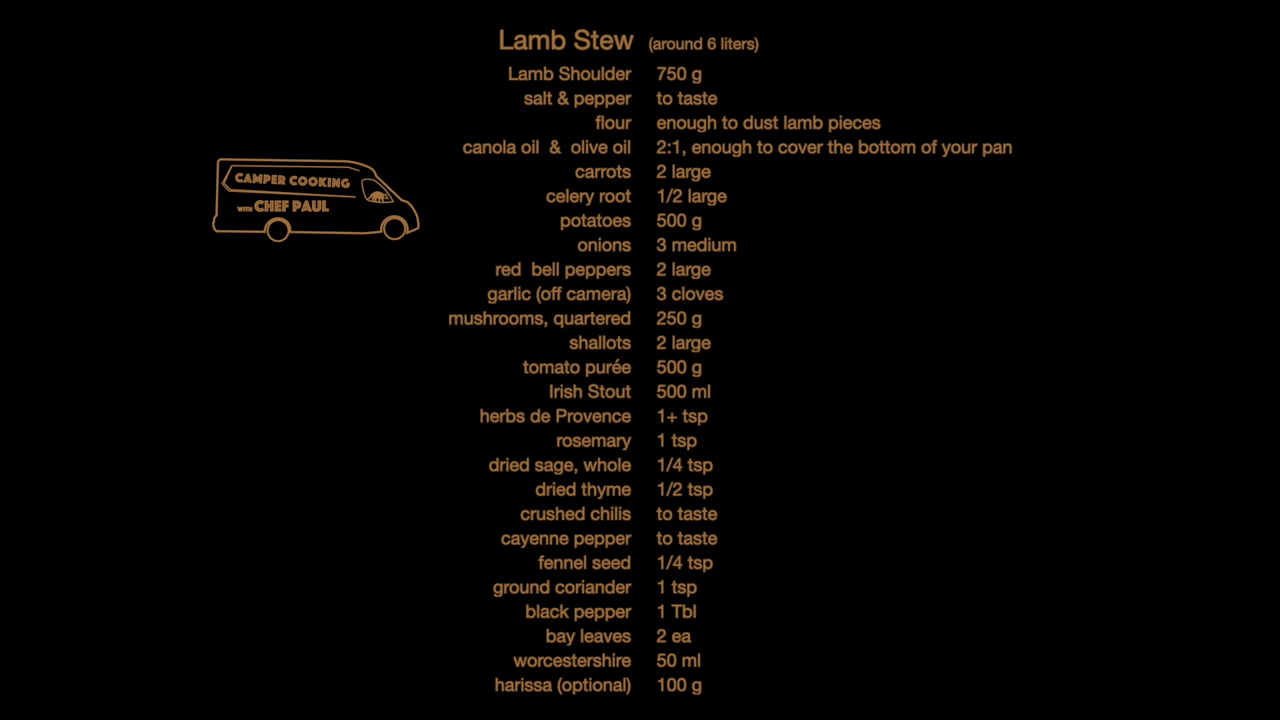 Lamb Stew (around 6 liters)
Lamb Shoulder 750 g
salt & pepper to taste
flour enough to dust lamb pieces
canola oil & olive oil 2:1, enough to cover the bottom of your pan
carrots 2 large
celery root 1/2 large
potatoes 500 g
onions 3 medium
red bell peppers 2 large
garlic (off camera) 3 cloves
mushrooms, quartered 250 g
shallots 2 large
tomato purée 500 g
Irish Stout 500 ml
herbs de Provence 1+ tsp
rosemary 1 tsp
dried sage, whole 1/4 tsp
dried thyme 1/2 tsp
crushed chilis to taste
cayenne pepper to taste
fennel seed 1/4 tsp
ground coriander 1 tsp
black pepper 1 Tbl
bay leaves 2 ea
worcestershire 50 ml
harissa (optional) 100 g
CAMPER COOKING
WITH CHEF PAUL